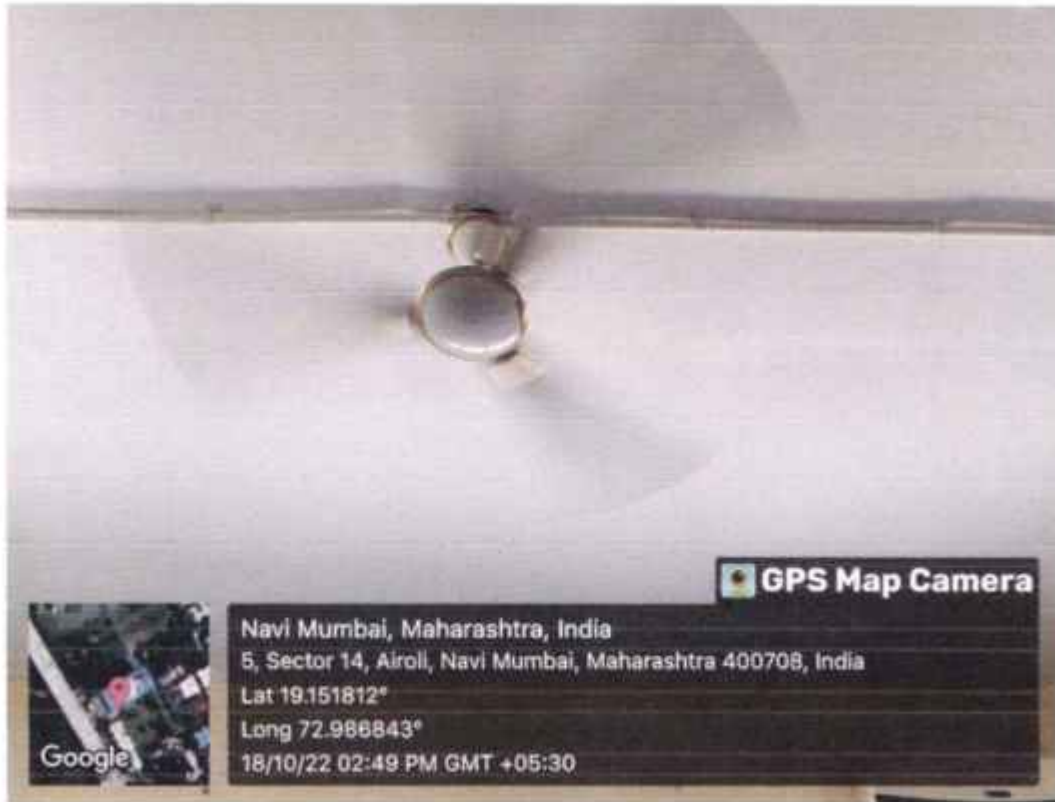 GPS Map Camera
Navi Mumbai, Maharashtra, India
5, Sector 14, Airoli, Navi Mumbai, Maharashtra 400708, India
Lat 19.151812°
Long 72.986843°
18/10/22 02:49 PM GMT +05:30
Google